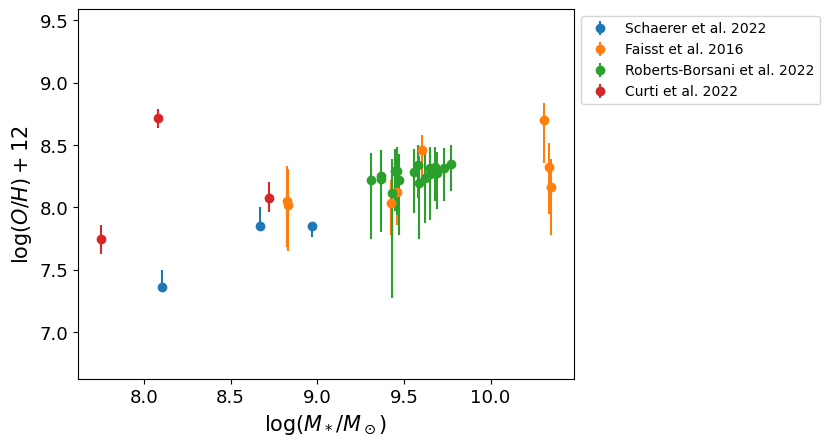 Schaerer et al. 2022
Faisst et al. 2016
Roberts-Borsani et al. 2022
Curti et al. 2022
log(O/H) + 12
9.5
9.0
8.5
8.0
7.5
7.0
8.0 8.5 9.0 9.5 10.0
log(M_*/M_⊙)